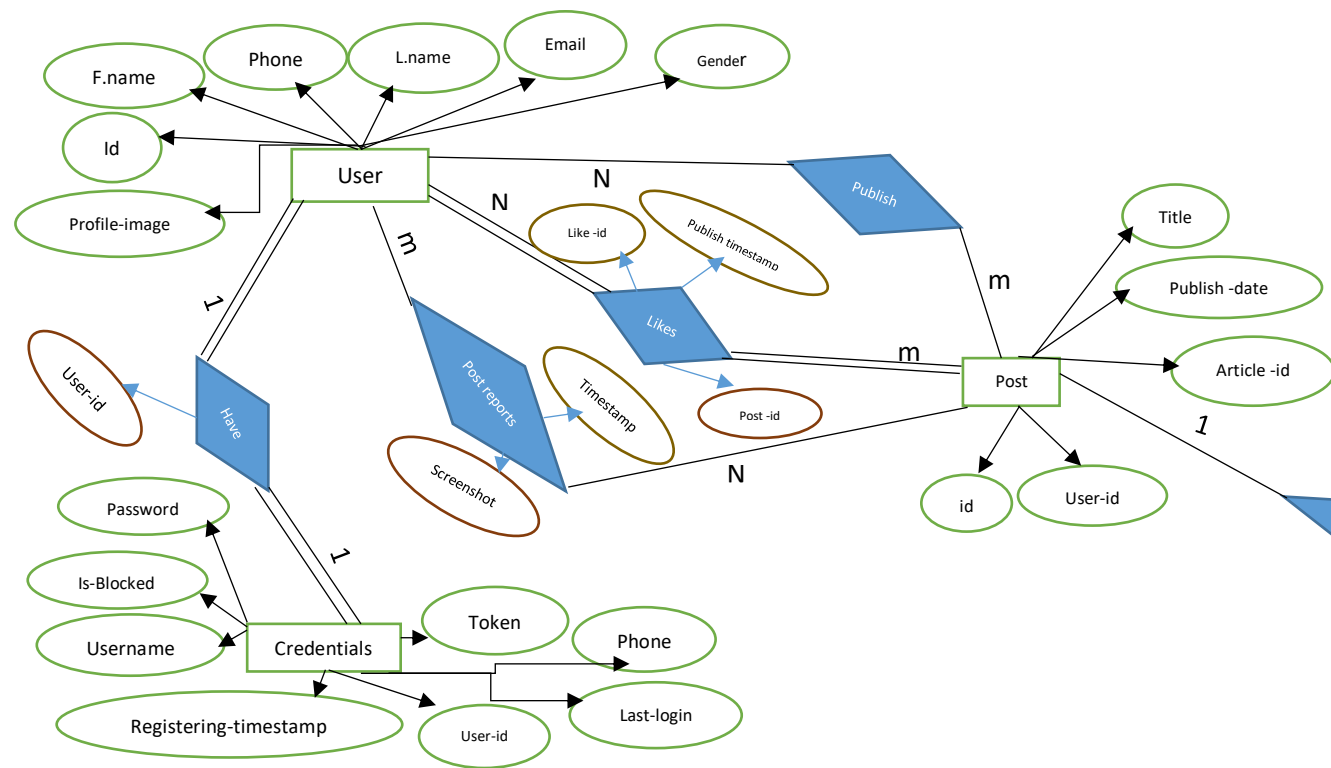 Email
L.name
Phone
Gender
F.name
Id
User
N
Publish
Profile-image
N
Like -id
Publish timestamp
Title
m
m
Publish -date
1
Likes
m
Post
Article -id
User-id
Have
Post reports
Timestamp
Post -id
1
Screenshot
N
id
User-id
Password
1
Is-Blocked
Token
Phone
Username
Credentials
Registering-timestamp
User-id
Last-login